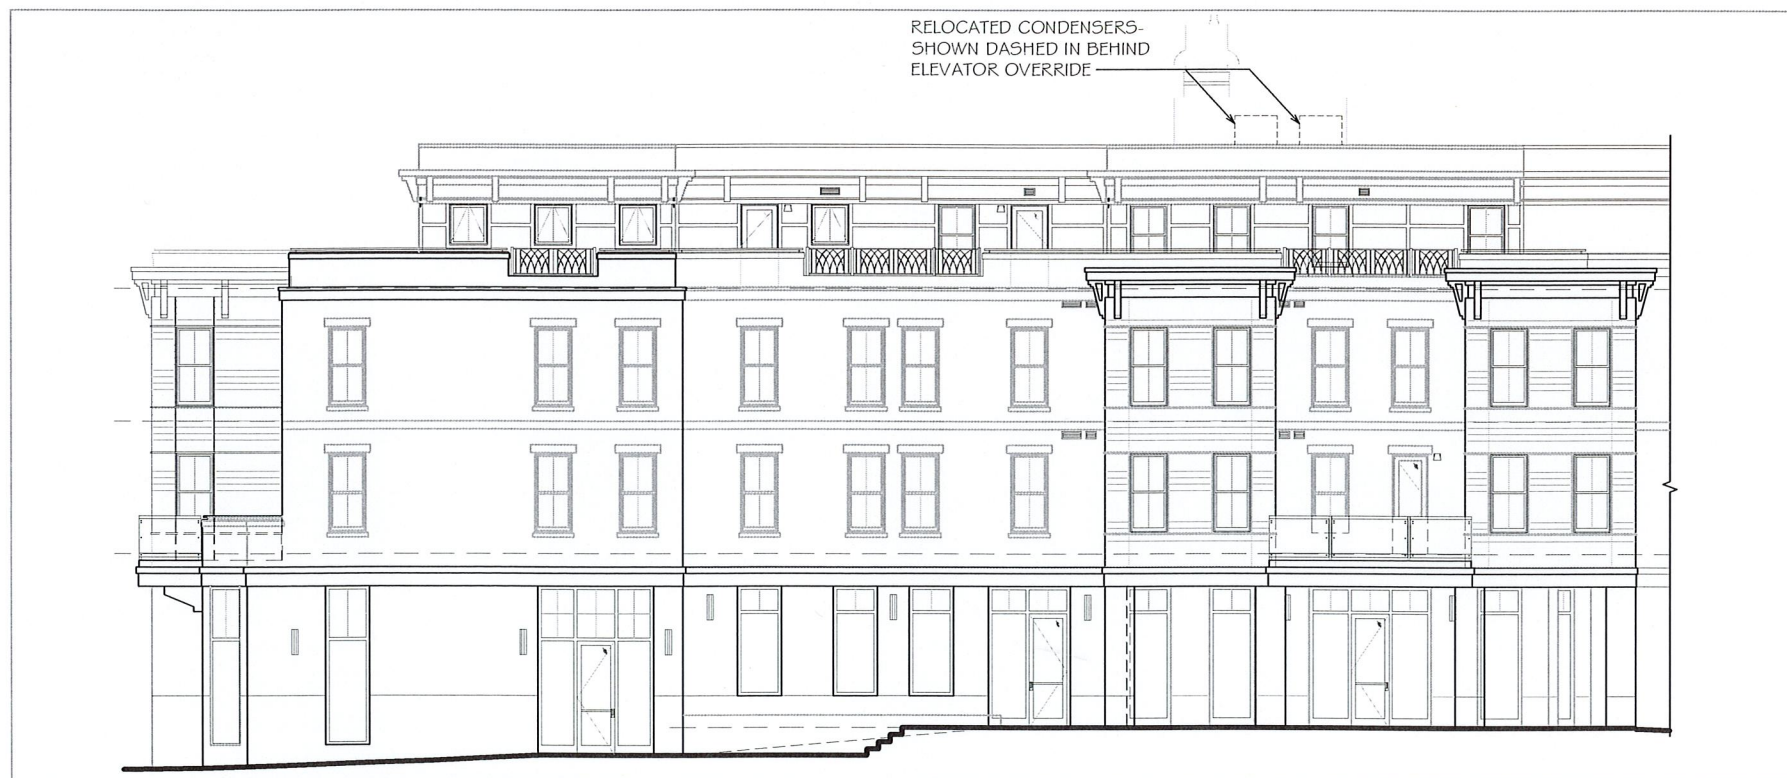 RELOCATED CONDENSERS-
SHOWN DASHED IN BEHIND
ELEVATOR OVERRIDE